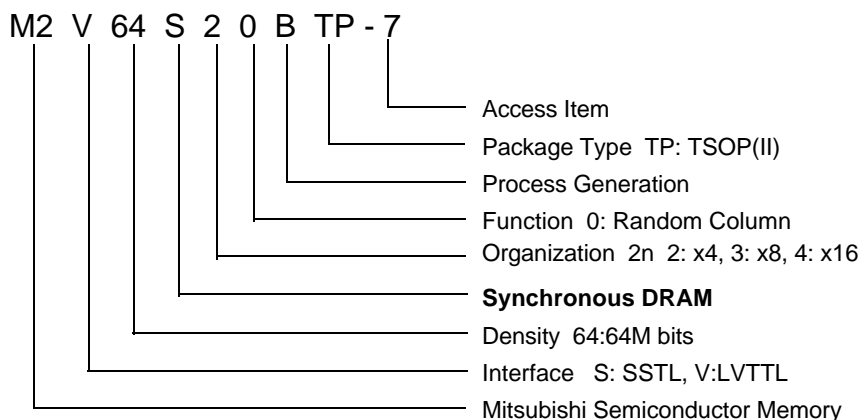 M2 V 64 S 2 0 B TP - 7
Access Item
Package Type TP: TSOP(II)
Process Generation
Function 0: Random Column
Organization 2n 2: x4, 3: x8, 4: x16
Synchronous DRAM
Density 64:64M bits
Interface S: SSTL, V:LVTTL
Mitsubishi Semiconductor Memory